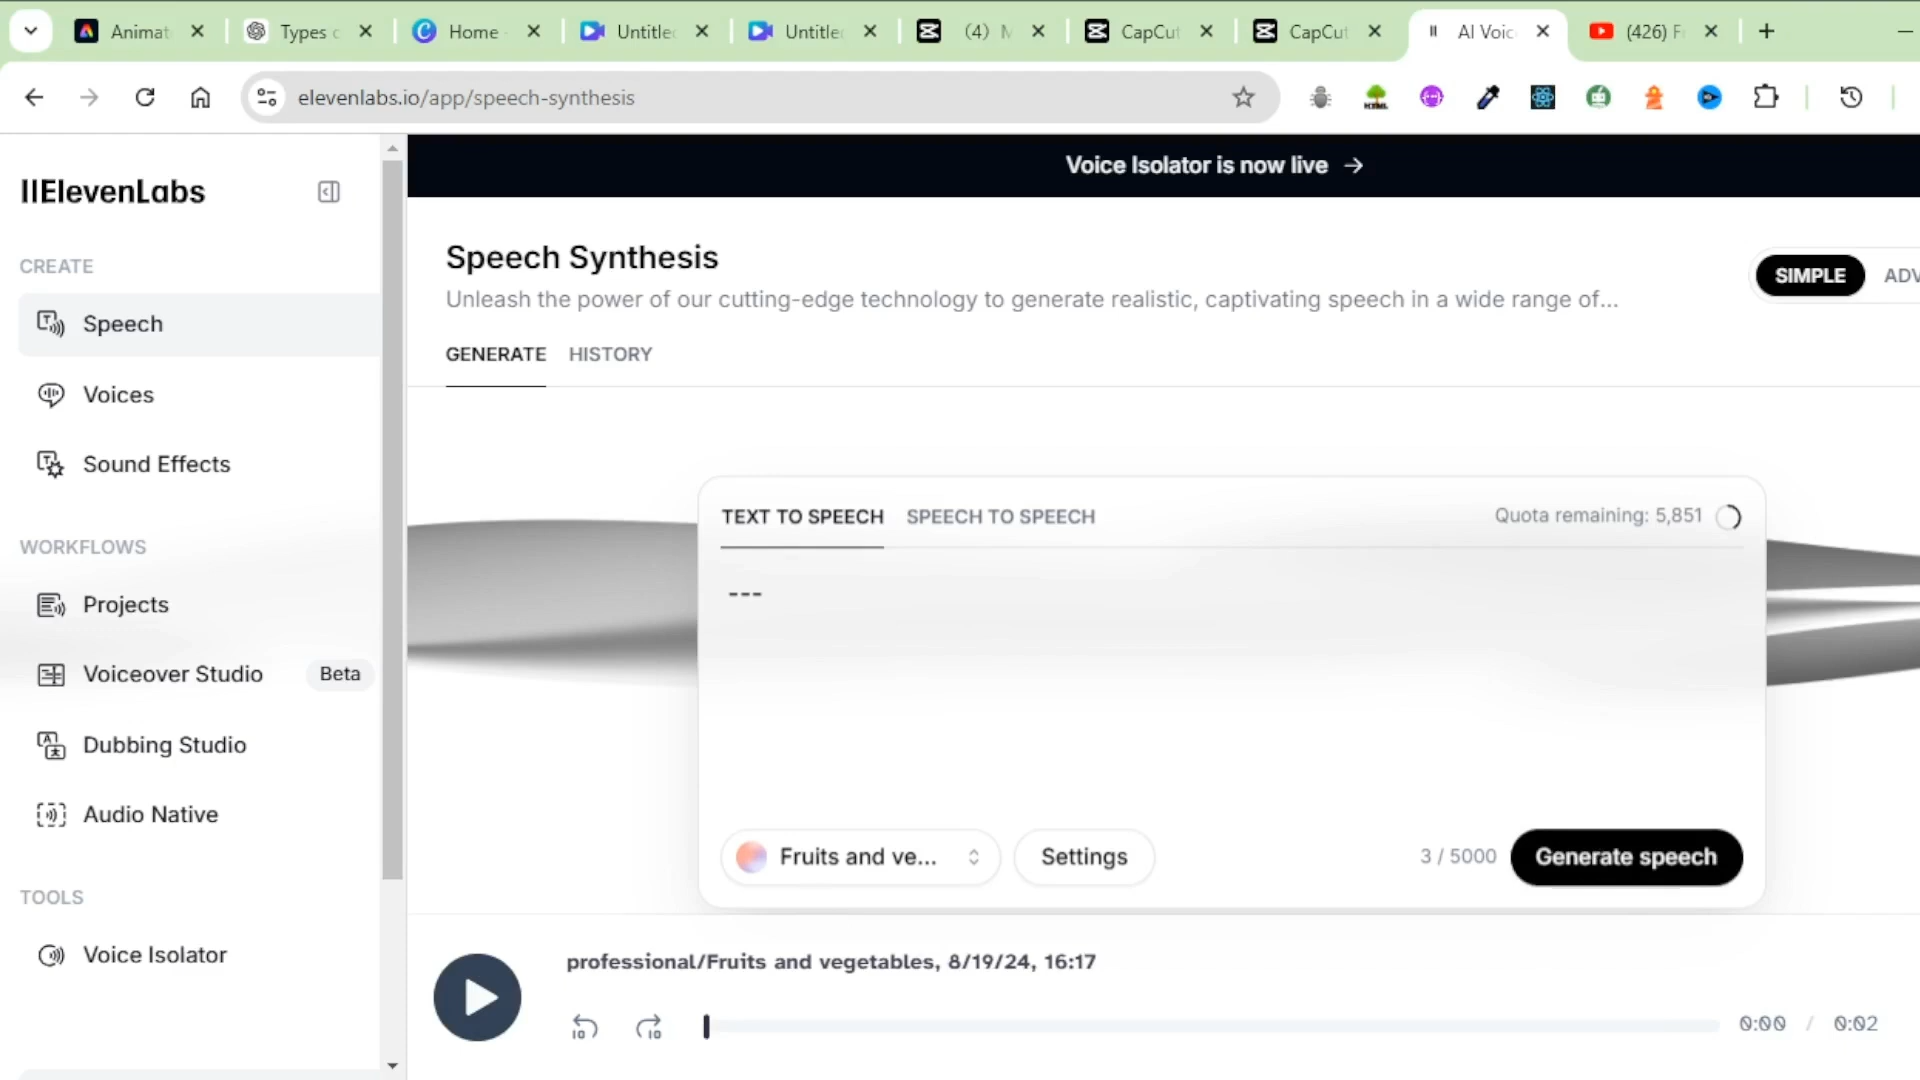 Animat
Types c
Home
Untitle
Untitle
(4) M
CapCut
CapCut
AI Voic
(426) F
elevenlabs.io/app/speech-synthesis
IIElevenLabs
CREATE
Speech
Voices
Sound Effects
WORKFLOWS
Projects
Voiceover Studio Beta
Dubbing Studio
Audio Native
TOOLS
Voice Isolator
Voice Isolator is now live →
Speech Synthesis
Unleash the power of our cutting-edge technology to generate realistic, captivating speech in a wide range of...
SIMPLE ADV
GENERATE HISTORY
TEXT TO SPEECH SPEECH TO SPEECH Quota remaining: 5,851
---
Fruits and ve... Settings 3 / 5000 Generate speech
professional/Fruits and vegetables, 8/19/24, 16:17
10 10 0:00 / 0:02